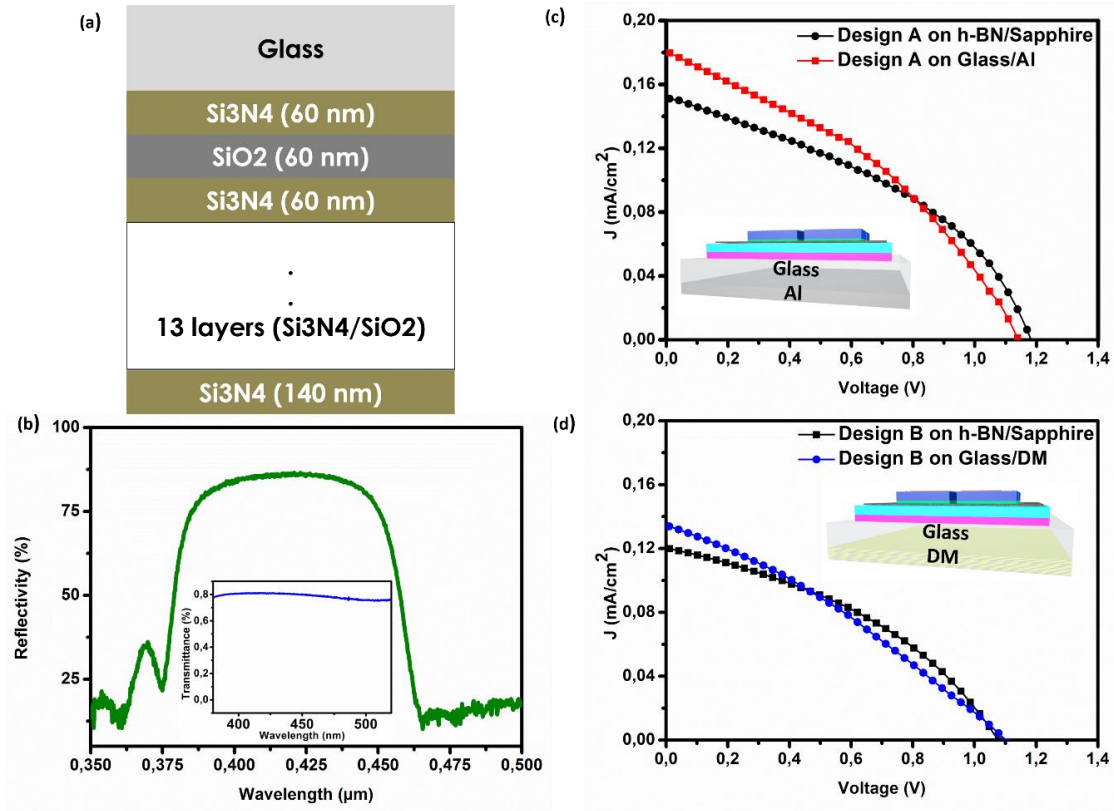 (a)
Glass
Si3N4 (60 nm)
SiO2 (60 nm)
Si3N4 (60 nm)
.
.
13 layers (Si3N4/SiO2)
Si3N4 (140 nm)
(b)
100
75
50
25
Reflectivity (%)
0,350 0,375 0,400 0,425 0,450 0,475 0,500
Wavelength (µm)
1,0
0,8
0,6
0,4
0,2
0,0
Transmittance (%)
400 450 500
Wavelength (nm)
(c)
0,20
0,16
0,12
0,08
0,04
0,00
J (mA/cm2)
Design A on h-BN/Sapphire
Design A on Glass/Al
Glass
Al
0,0 0,2 0,4 0,6 0,8 1,0 1,2 1,4
Voltage (V)
(d)
0,20
0,16
0,12
0,08
0,04
0,00
J (mA/cm2)
Design B on h-BN/Sapphire
Design B on Glass/DM
Glass
DM
0,0 0,2 0,4 0,6 0,8 1,0 1,2 1,4
Voltage (V)